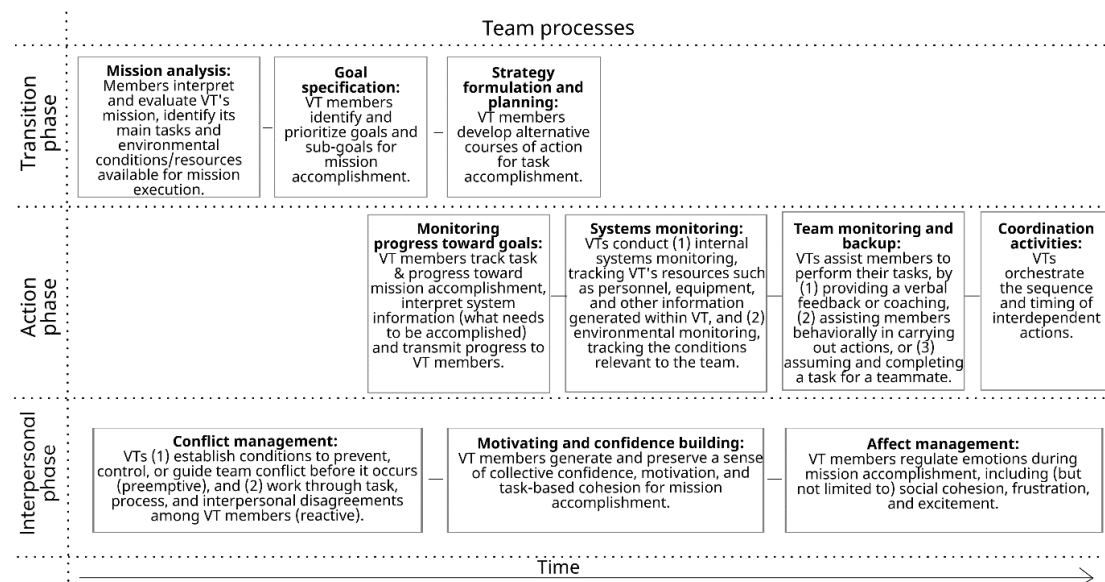 Team processes
Transition
phase
Mission analysis:
Members interpret
and evaluate VT's
mission, identify its
main tasks and
environmental
conditions/resources
available for mission
execution.
Goal
specification:
VT members
identify and
prioritize goals and
sub-goals for
mission
accomplishment.
Strategy
formulation and
planning:
VT members
develop alternative
courses of action
for task
accomplishment.
Action
phase
Monitoring
progress toward goals:
VT members track task
& progress toward
mission accomplishment,
interpret system
information (what needs
to be accomplished)
and transmit progress to
VT members.
Systems monitoring:
VTs conduct (1) internal
systems monitoring,
tracking VT's resources such
as personnel, equipment,
and other information
generated within VT, and (2)
environmental monitoring,
tracking the conditions
relevant to the team.
Team monitoring and
backup:
VTs assist members to
perform their tasks, by
(1) providing a verbal
feedback or coaching,
(2) assisting members
behaviorally in carrying
out actions, or (3)
assuming and completing
a task for a teammate.
Coordination
activities:
VTs
orchestrate
the sequence
and timing of
interdependent
actions.
Interpersonal
phase
Conflict management:
VTs (1) establish conditions to prevent,
control, or guide team conflict before it occurs
(preemptive), and (2) work through task,
process, and interpersonal disagreements
among VT members (reactive).
Motivating and confidence building:
VT members generate and preserve a sense
of collective confidence, motivation, and
task-based cohesion for mission
accomplishment.
Affect management:
VT members regulate emotions during
mission accomplishment, including (but
not limited to) social cohesion, frustration,
and excitement.
Time